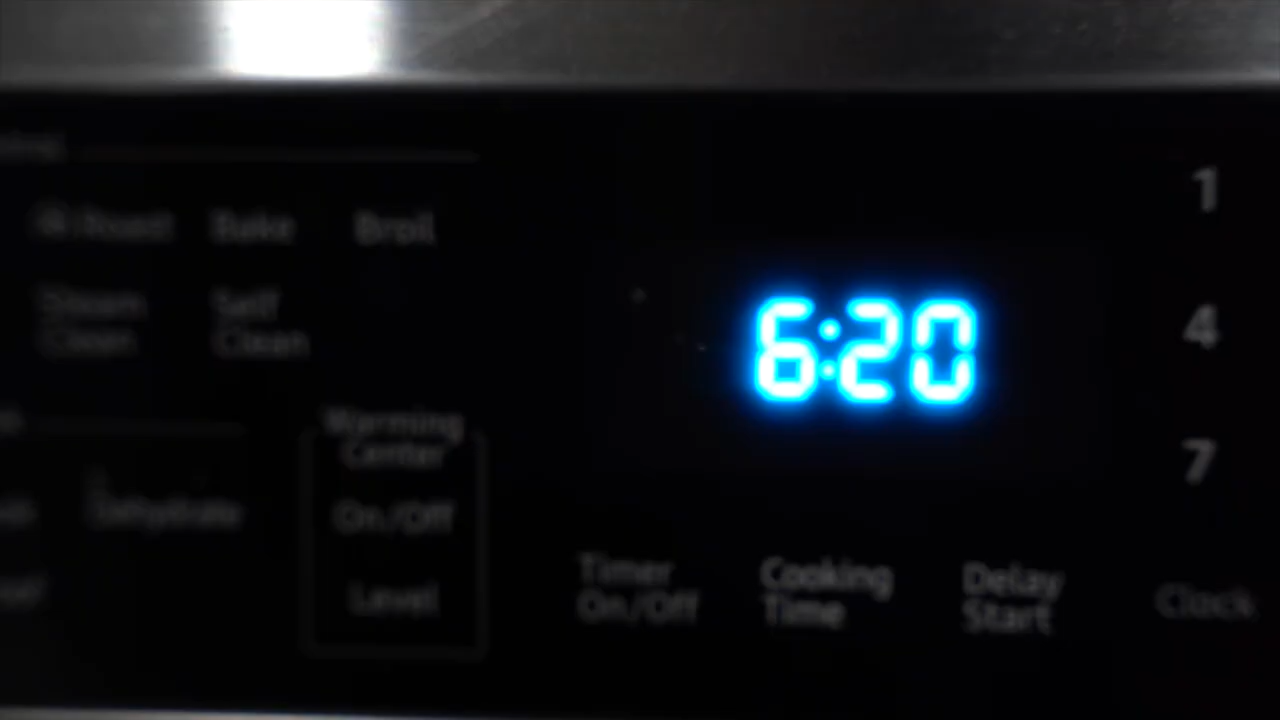 Roast Bake Broil
1
Steam Self
Clean Clean
6:20
4
Warming
Center
7
Dehydrate
On/Off
Level
Timer Cooking Delay
On/Off Time Start
Clock